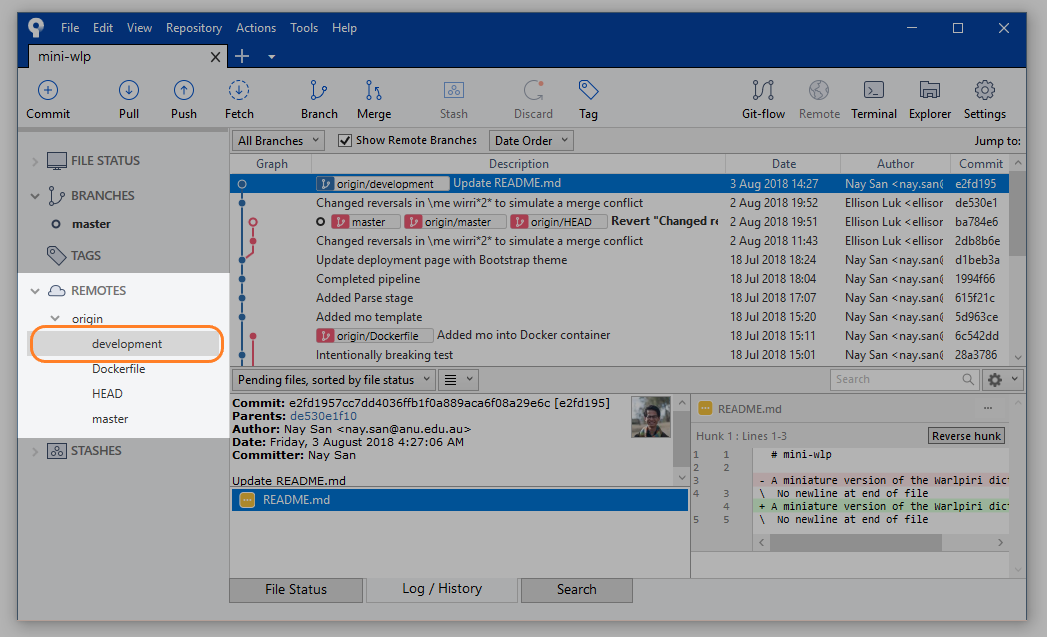 File Edit View Repository Actions Tools Help
mini-wlp
Commit Pull Push Fetch Branch Merge Stash Discard Tag Git-flow Remote Terminal Explorer Settings
FILE STATUS
BRANCHES
master
TAGS
REMOTES
origin
development
Dockerfile
HEAD
master
STASHES
All Branches Show Remote Branches Date Order Jump to:
Graph Description Date Author Commit
origin/development Update README.md 3 Aug 2018 14:27 Nay San <nay.san@ e2fd195
Changed reversals in \me wirri*2* to simulate a merge conflict 2 Aug 2018 19:52 Ellison Luk <ellison de530e1
master origin/master origin/HEAD Revert "Changed re 2 Aug 2018 19:51 Ellison Luk <ellison ba784e6
Changed reversals in \me wirri*2* to simulate a merge conflict 2 Aug 2018 11:43 Ellison Luk <ellison 2db8b6e
Update deployment page with Bootstrap theme 18 Jul 2018 18:24 Nay San <nay.san@ d1beb3a
Completed pipeline 18 Jul 2018 18:04 Nay San <nay.san@ 1994f66
Added Parse stage 18 Jul 2018 17:07 Nay San <nay.san@ 615f21c
Added mo template 18 Jul 2018 15:20 Nay San <nay.san@ 5d963ce
origin/Dockerfile Added mo into Docker container 18 Jul 2018 15:11 Nay San <nay.san@ 6c542dd
Intentionally breaking test 18 Jul 2018 15:01 Nay San <nay.san@ 28a3786
Pending files, sorted by file status Search
Commit: e2fd1957cc7dd4036ffb1f0a889aca6f08a29e6c [e2fd195]
Parents: de530e1f10
Author: Nay San <nay.san@anu.edu.au>
Date: Friday, 3 August 2018 4:27:06 AM
Committer: Nay San
Update README.md
README.md
README.md
Hunk 1 : Lines 1-3 Reverse hunk
1 1 # mini-wlp
2 2
3 - A miniature version of the Warlpiri dict
4 3 \ No newline at end of file
4 + A miniature version of the Warlpiri dict
5 5 \ No newline at end of file
File Status Log / History Search